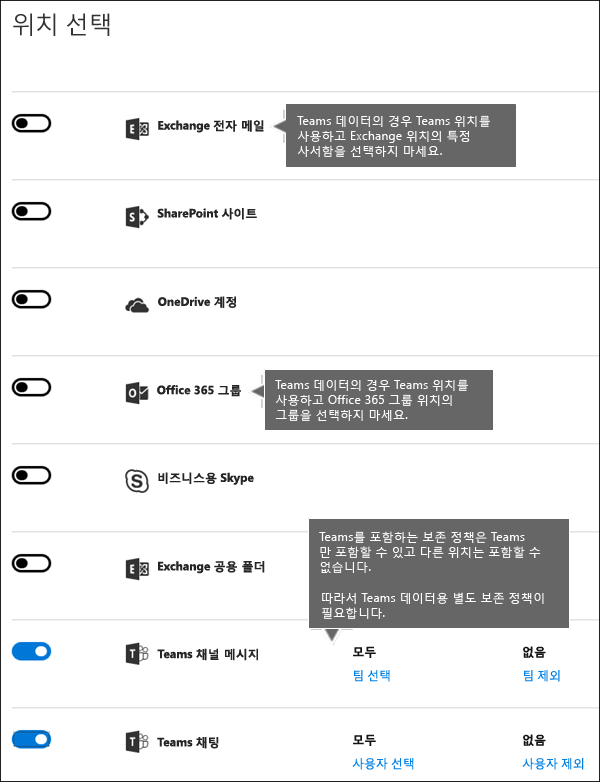 위치 선택
Exchange 전자 메일
Teams 데이터의 경우 Teams 위치를
사용하고 Exchange 위치의 특정
사서함을 선택하지 마세요.
SharePoint 사이트
OneDrive 계정
Office 365 그룹
Teams 데이터의 경우 Teams 위치를
사용하고 Office 365 그룹 위치의
그룹을 선택하지 마세요.
비즈니스용 Skype
Teams를 포함하는 보존 정책은 Teams
만 포함할 수 있고 다른 위치는 포함할 수
없습니다.
따라서 Teams 데이터용 별도 보존 정책이
필요합니다.
Exchange 공용 폴더
Teams 채널 메시지 모두 없음
팀 선택 팀 제외
Teams 채팅 모두 없음
사용자 선택 사용자 제외